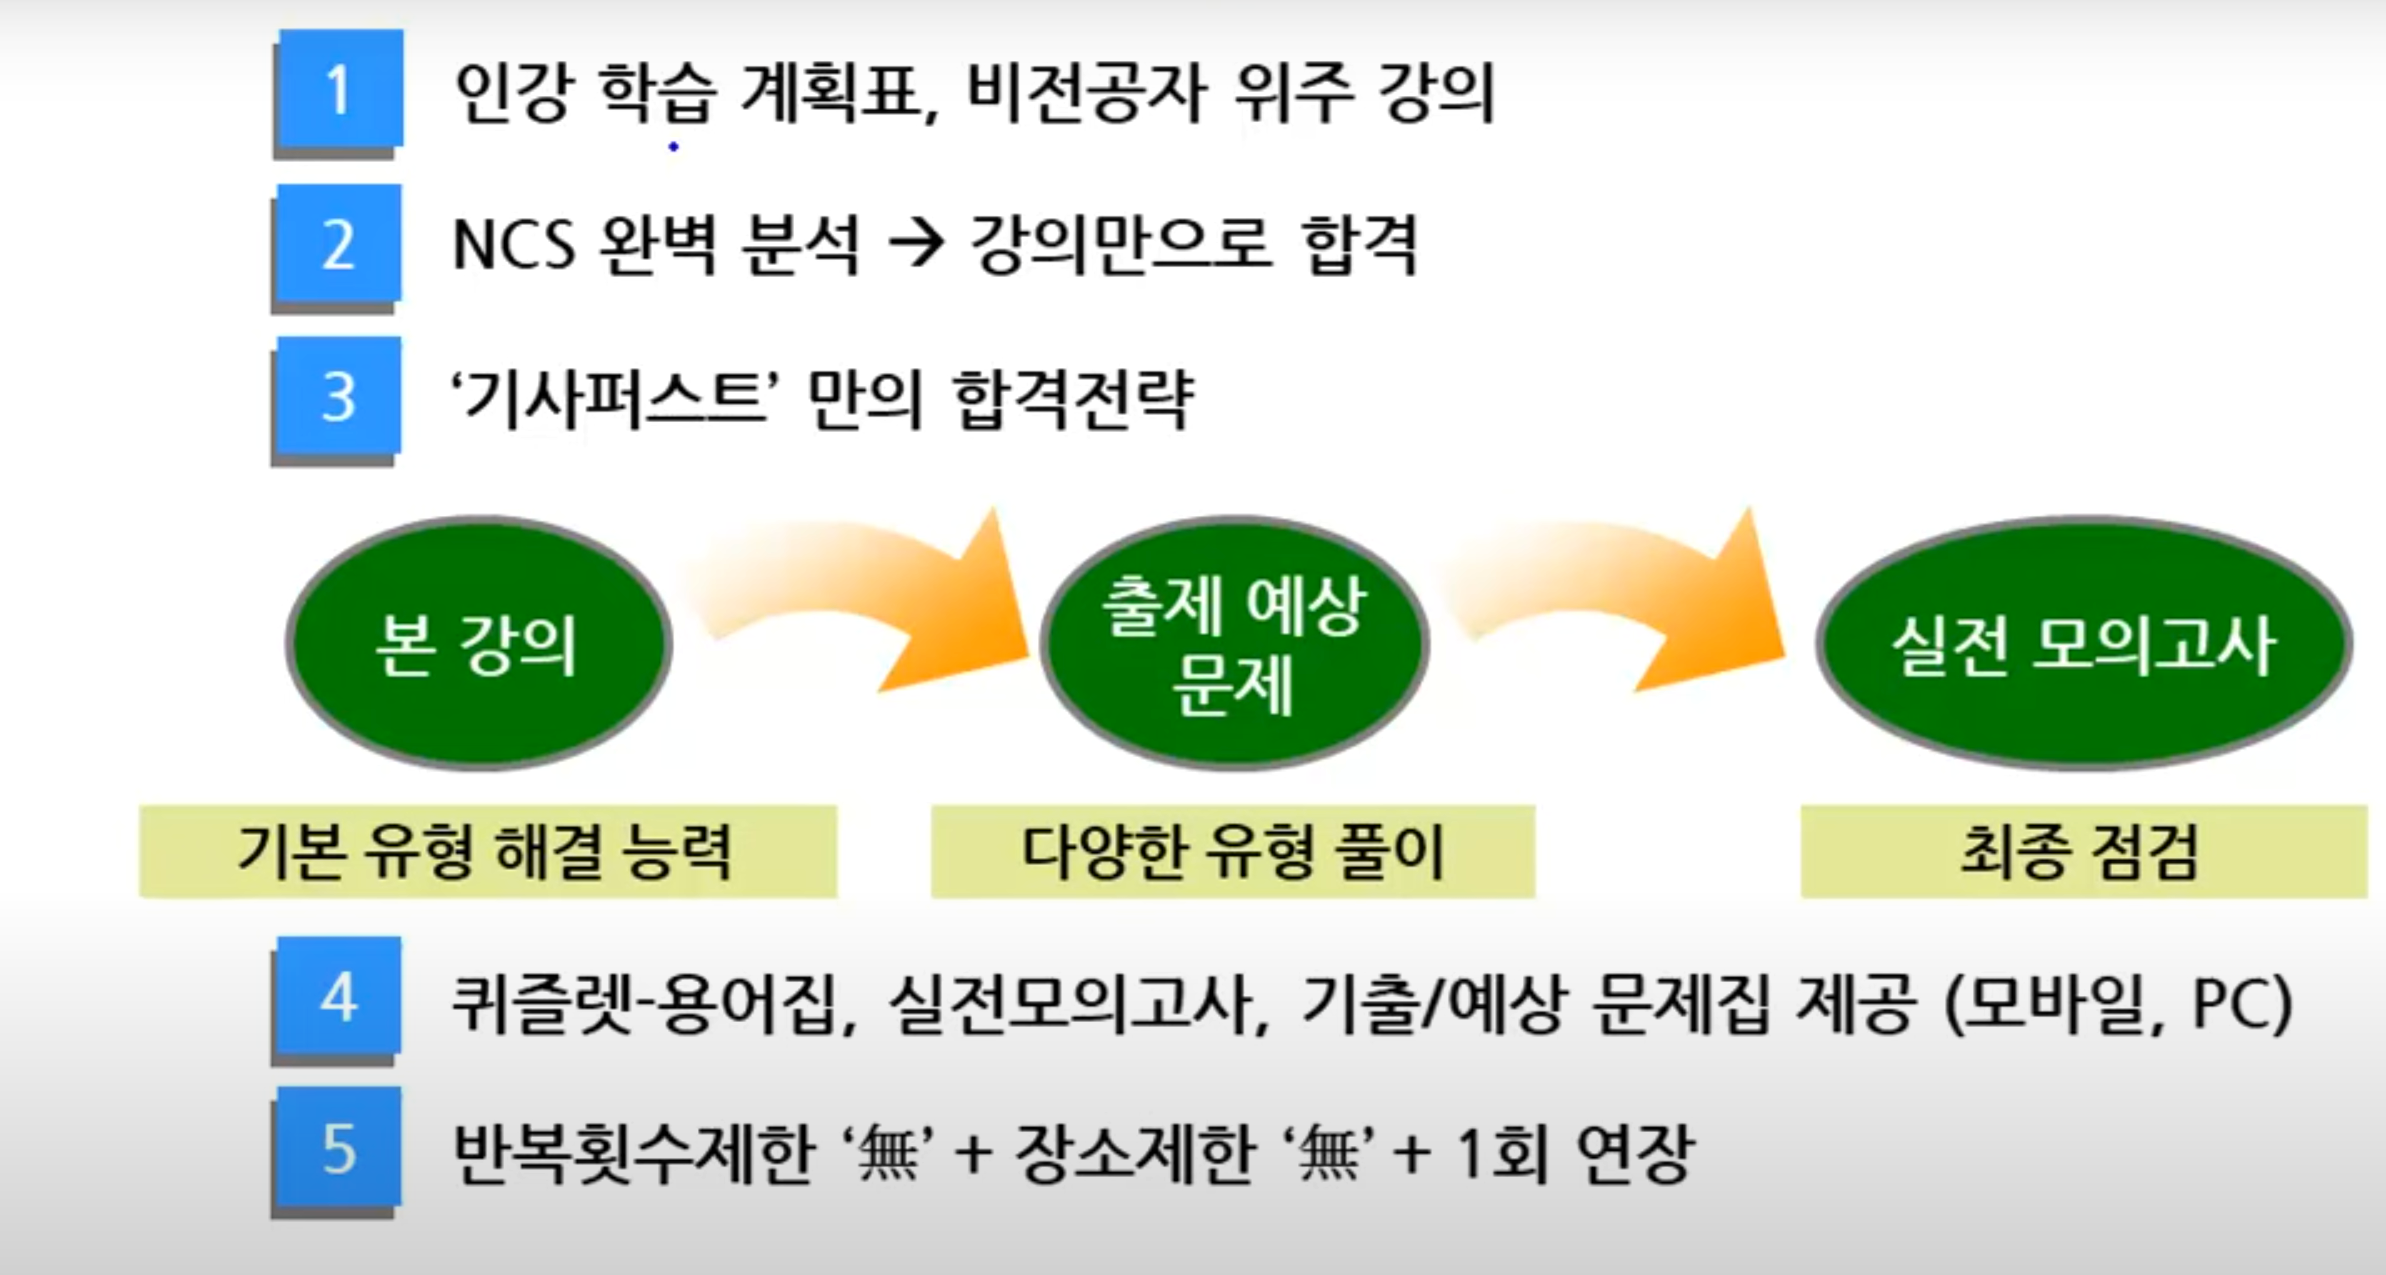 1 인강 학습 계획표, 비전공자 위주 강의
2 NCS 완벽 분석 → 강의만으로 합격
3 ‘기사퍼스트’ 만의 합격전략
본 강의
출제 예상
문제
실전 모의고사
기본 유형 해결 능력
다양한 유형 풀이
최종 점검
4 퀴즐렛-용어집, 실전모의고사, 기출/예상 문제집 제공 (모바일, PC)
5 반복횟수제한 ‘無’ + 장소제한 ‘無’ + 1회 연장